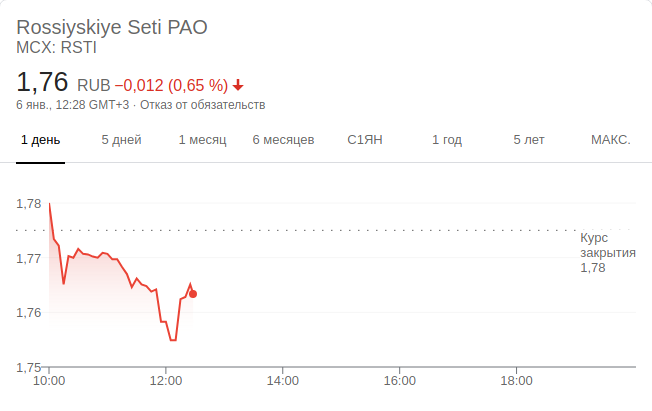 Rossiyskiye Seti PAO
MCX: RSTI
1,76 RUB −0,012 (0,65 %)
6 янв., 12:28 GMT+3 · Отказ от обязательств
1 день 5 дней 1 месяц 6 месяцев С1ЯН 1 год 5 лет МАКС.
1,78
Курс
закрытия
1,78
1,77
1,76
1,75
10:00 12:00 14:00 16:00 18:00